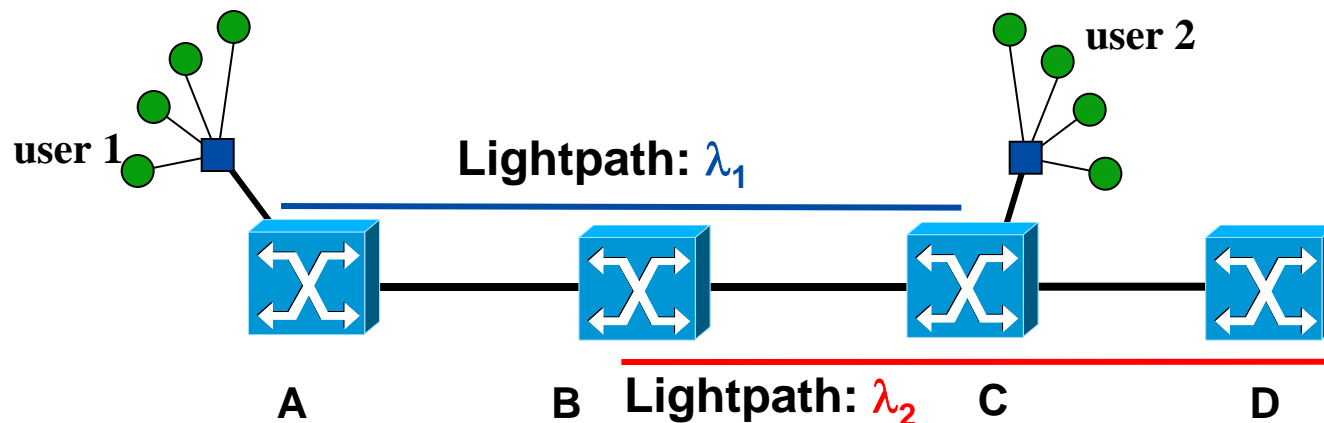 user 2
user 1
Lightpath: λ1
A
B
Lightpath: λ2
C
D